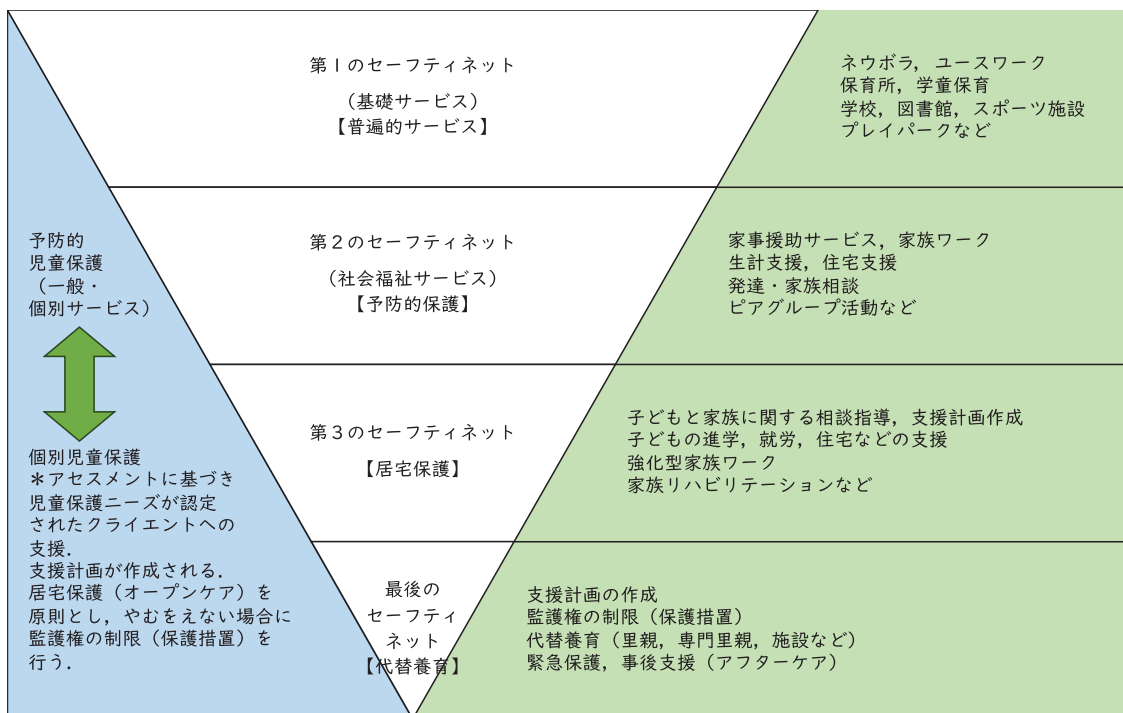 第1のセーフティネット
（基礎サービス）
【普遍的サービス】
ネウボラ，ユースワーク
保育所，学童保育
学校，図書館，スポーツ施設
プレイパークなど
予防的
児童保護
（一般・
個別サービス）
第２のセーフティネット
（社会福祉サービス）
【予防的保護】
家事援助サービス，家族ワーク
生計支援，住宅支援
発達・家族相談
ピアグループ活動など
第３のセーフティネット
【居宅保護】
子どもと家族に関する相談指導，支援計画作成
子どもの進学，就労，住宅などの支援
強化型家族ワーク
家族リハビリテーションなど
個別児童保護
＊アセスメントに基づき
児童保護ニーズが認定
されたクライエントへの
支援．
支援計画が作成される．
居宅保護（オープンケア）を
原則とし，やむをえない場合に
監護権の制限（保護措置）を
行う．
最後の
セーフティ
ネット
【代替養育】
支援計画の作成
監護権の制限（保護措置）
代替養育（里親，専門里親，施設など）
緊急保護，事後支援（アフターケア）